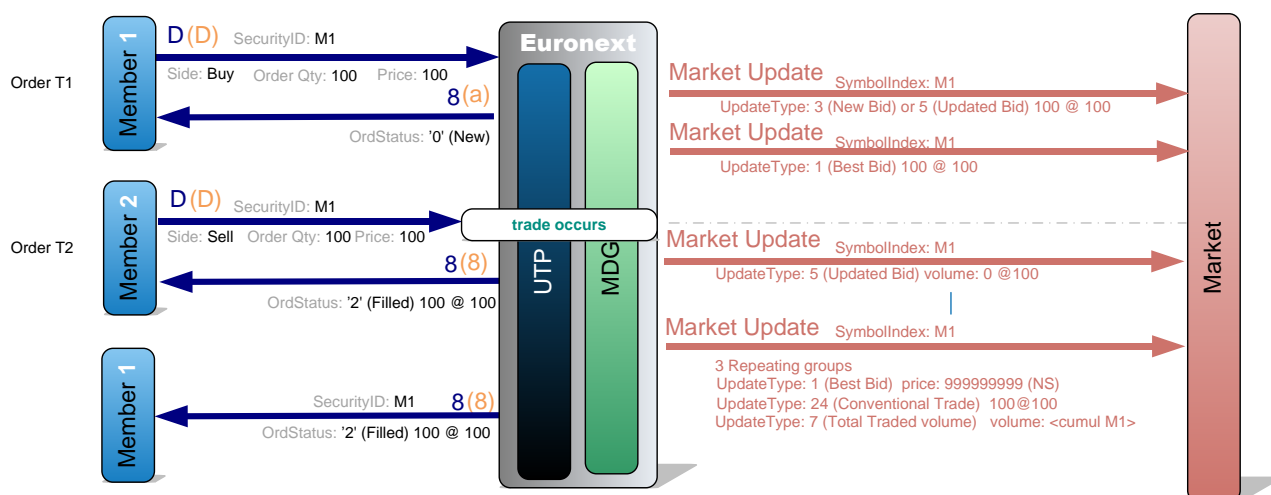 Order T1
Member 1
D(D) SecurityID: M1
Side: Buy Order Qty: 100 Price: 100
8(a)
OrdStatus: '0' (New)
Euronext
UTP
MDG
trade occurs
Market Update SymbolIndex: M1
UpdateType: 3 (New Bid) or 5 (Updated Bid) 100 @ 100
Market Update SymbolIndex: M1
UpdateType: 1 (Best Bid) 100 @ 100
Market
Order T2
Member 2
D(D) SecurityID: M1
Side: Sell Order Qty: 100 Price: 100
8(8)
OrdStatus: '2' (Filled) 100 @ 100
Market Update SymbolIndex: M1
UpdateType: 5 (Updated Bid) volume: 0 @100
Market Update SymbolIndex: M1
3 Repeating groups
UpdateType: 1 (Best Bid) price: 999999999 (NS)
UpdateType: 24 (Conventional Trade) 100@100
UpdateType: 7 (Total Traded volume) volume: <cumul M1>
Member 1
SecurityID: M1 8(8)
OrdStatus: '2' (Filled) 100 @ 100